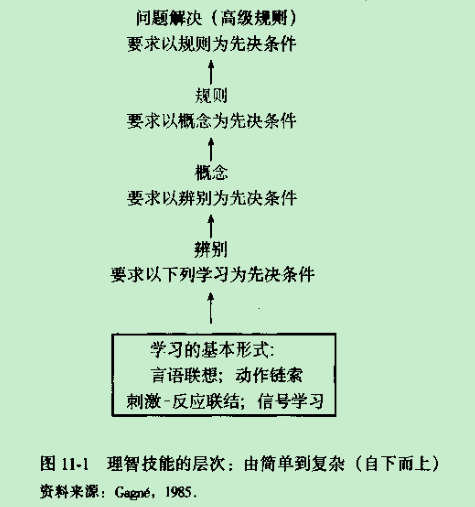 问题解决（高级规则）
要求以规则为先决条件
规则
要求以概念为先决条件
概念
要求以辨别为先决条件
辨别
要求以下列学习为先决条件
学习的基本形式:
言语联想；动作链索
刺激-反应联结；信号学习
图 11-1 理智技能的层次：由简单到复杂（自下而上）
资料来源：Gagné，1985．